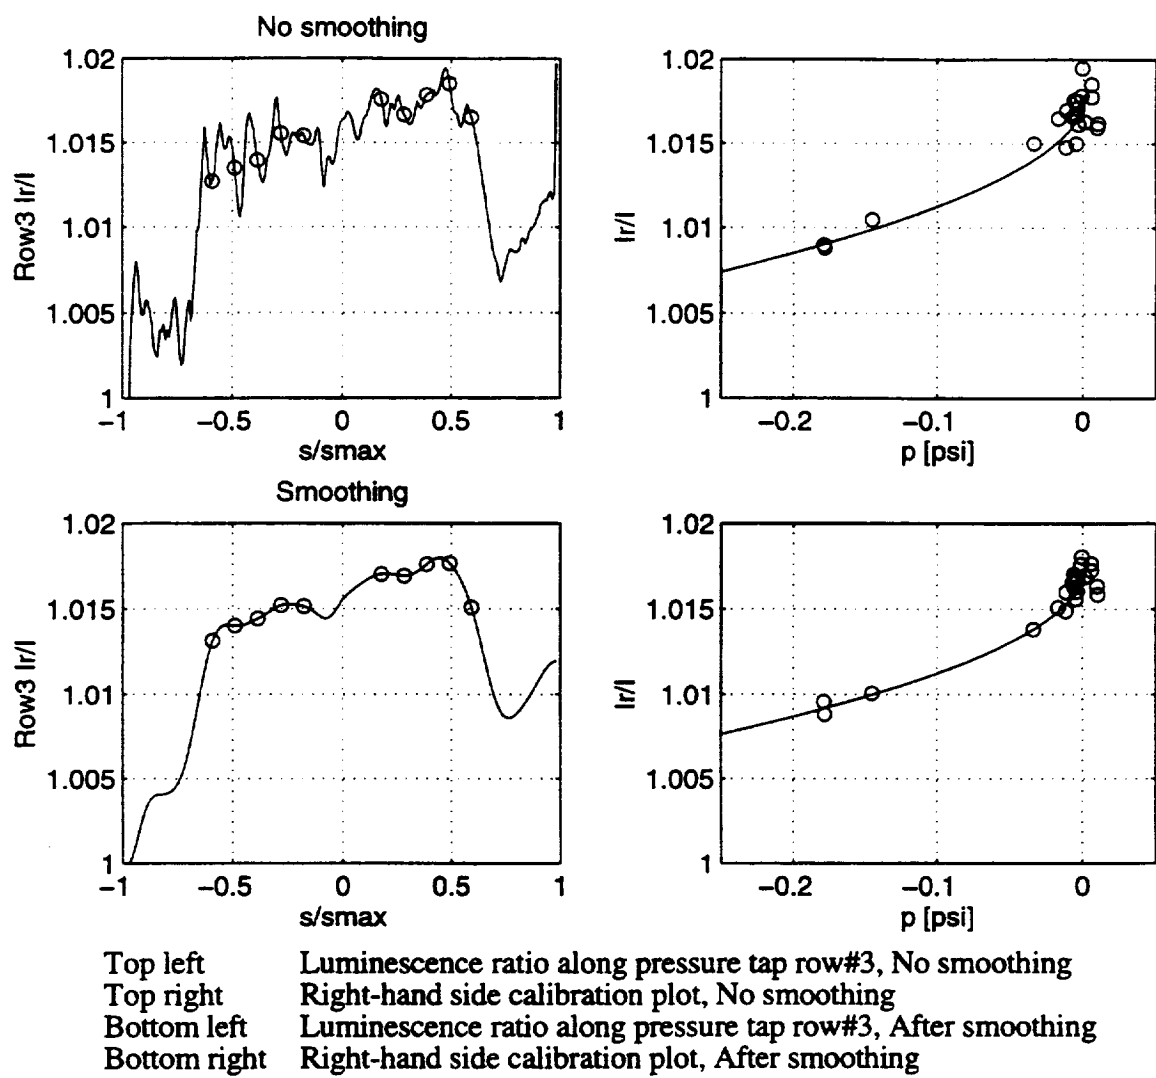 No smoothing
1.02
1.015
1.01
1.005
1
Row3 Ir/I
−1
−0.5
0
0.5
1
s/smax
1.02
1.015
1.01
1.005
1
Ir/I
−0.2
−0.1
0
p [psi]
Smoothing
1.02
1.015
1.01
1.005
1
Row3 Ir/I
−1
−0.5
0
0.5
1
s/smax
1.02
1.015
1.01
1.005
1
Ir/I
−0.2
−0.1
0
p [psi]
Top left Luminescence ratio along pressure tap row#3, No smoothing
Top right Right-hand side calibration plot, No smoothing
Bottom left Luminescence ratio along pressure tap row#3, After smoothing
Bottom right Right-hand side calibration plot, After smoothing